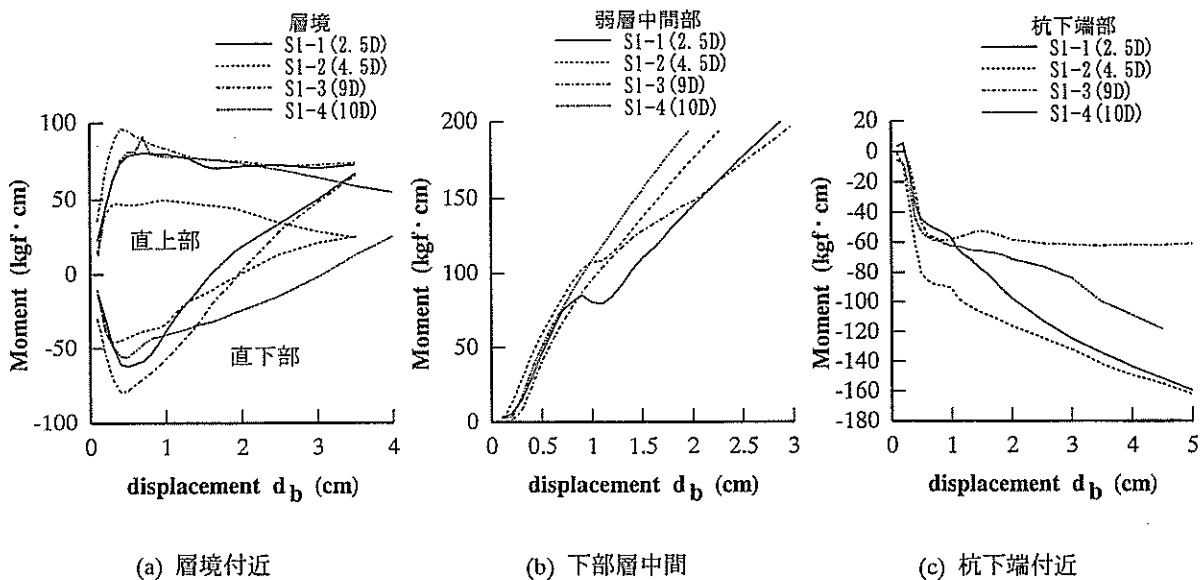 層境
S1-1(2.5D)
S1-2(4.5D)
S1-3(9D)
S1-4(10D)
100
50
0
-50
-100
Moment (kgf·cm)
直上部
直下部
0 1 2 3 4
displacement d_b (cm)
(a) 層境付近
弱層中間部
S1-1(2.5D)
S1-2(4.5D)
S1-3(9D)
S1-4(10D)
200
150
100
50
0
Moment (kgf·cm)
0 0.5 1 1.5 2 2.5 3
displacement d_b (cm)
(b) 下部層中間
杭下端部
S1-1(2.5D)
S1-2(4.5D)
S1-3(9D)
S1-4(10D)
20
0
-20
-40
-60
-80
-100
-120
-140
-160
-180
Moment (kgf·cm)
0 1 2 3 4 5
displacement d_b (cm)
(c) 杭下端付近